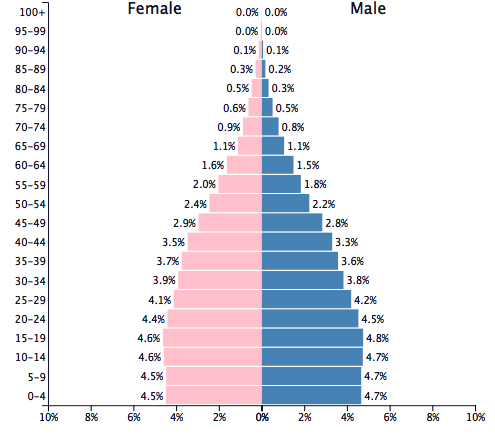 Female Male
100+ 0.0% 0.0%
95-99 0.0% 0.0%
90-94 0.1% 0.1%
85-89 0.3% 0.2%
80-84 0.5% 0.3%
75-79 0.6% 0.5%
70-74 0.9% 0.8%
65-69 1.1% 1.1%
60-64 1.6% 1.5%
55-59 2.0% 1.8%
50-54 2.4% 2.2%
45-49 2.9% 2.8%
40-44 3.5% 3.3%
35-39 3.7% 3.6%
30-34 3.9% 3.8%
25-29 4.1% 4.2%
20-24 4.4% 4.5%
15-19 4.6% 4.8%
10-14 4.6% 4.7%
5-9 4.5% 4.7%
0-4 4.5% 4.7%
10% 8% 6% 4% 2% 0% 2% 4% 6% 8% 10%